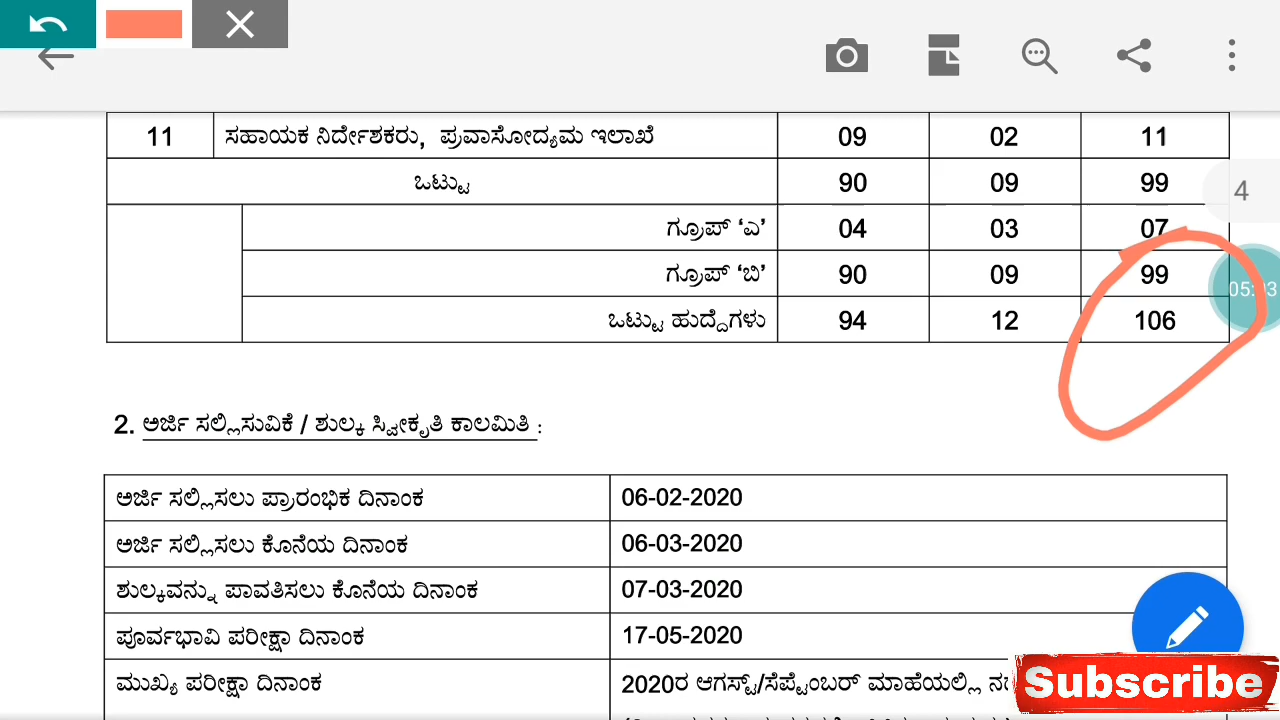 4
11 ಸಹಾಯಕ ನಿರ್ದೇಶಕರು, ಪ್ರವಾಸೋದ್ಯಮ ಇಲಾಖೆ 09 02 11
ಒಟ್ಟು 90 09 99
ಗ್ರೂಪ್ ‘ಎ’ 04 03 07
ಗ್ರೂಪ್ ‘ಬಿ’ 90 09 99
ಒಟ್ಟು ಹುದ್ದೆಗಳು 94 12 106
2. ಅರ್ಜಿ ಸಲ್ಲಿಸುವಿಕೆ / ಶುಲ್ಕ ಸ್ವೀಕೃತಿ ಕಾಲಮಿತಿ :
ಅರ್ಜಿ ಸಲ್ಲಿಸಲು ಪ್ರಾರಂಭಿಕ ದಿನಾಂಕ 06-02-2020
ಅರ್ಜಿ ಸಲ್ಲಿಸಲು ಕೊನೆಯ ದಿನಾಂಕ 06-03-2020
ಶುಲ್ಕವನ್ನು ಪಾವತಿಸಲು ಕೊನೆಯ ದಿನಾಂಕ 07-03-2020
ಪೂರ್ವಭಾವಿ ಪರೀಕ್ಷಾ ದಿನಾಂಕ 17-05-2020
ಮುಖ್ಯ ಪರೀಕ್ಷಾ ದಿನಾಂಕ 2020ರ ಆಗಸ್ಟ್/ಸೆಪ್ಟೆಂಬರ್ ಮಾಹೆಯಲ್ಲಿ
Subscribe